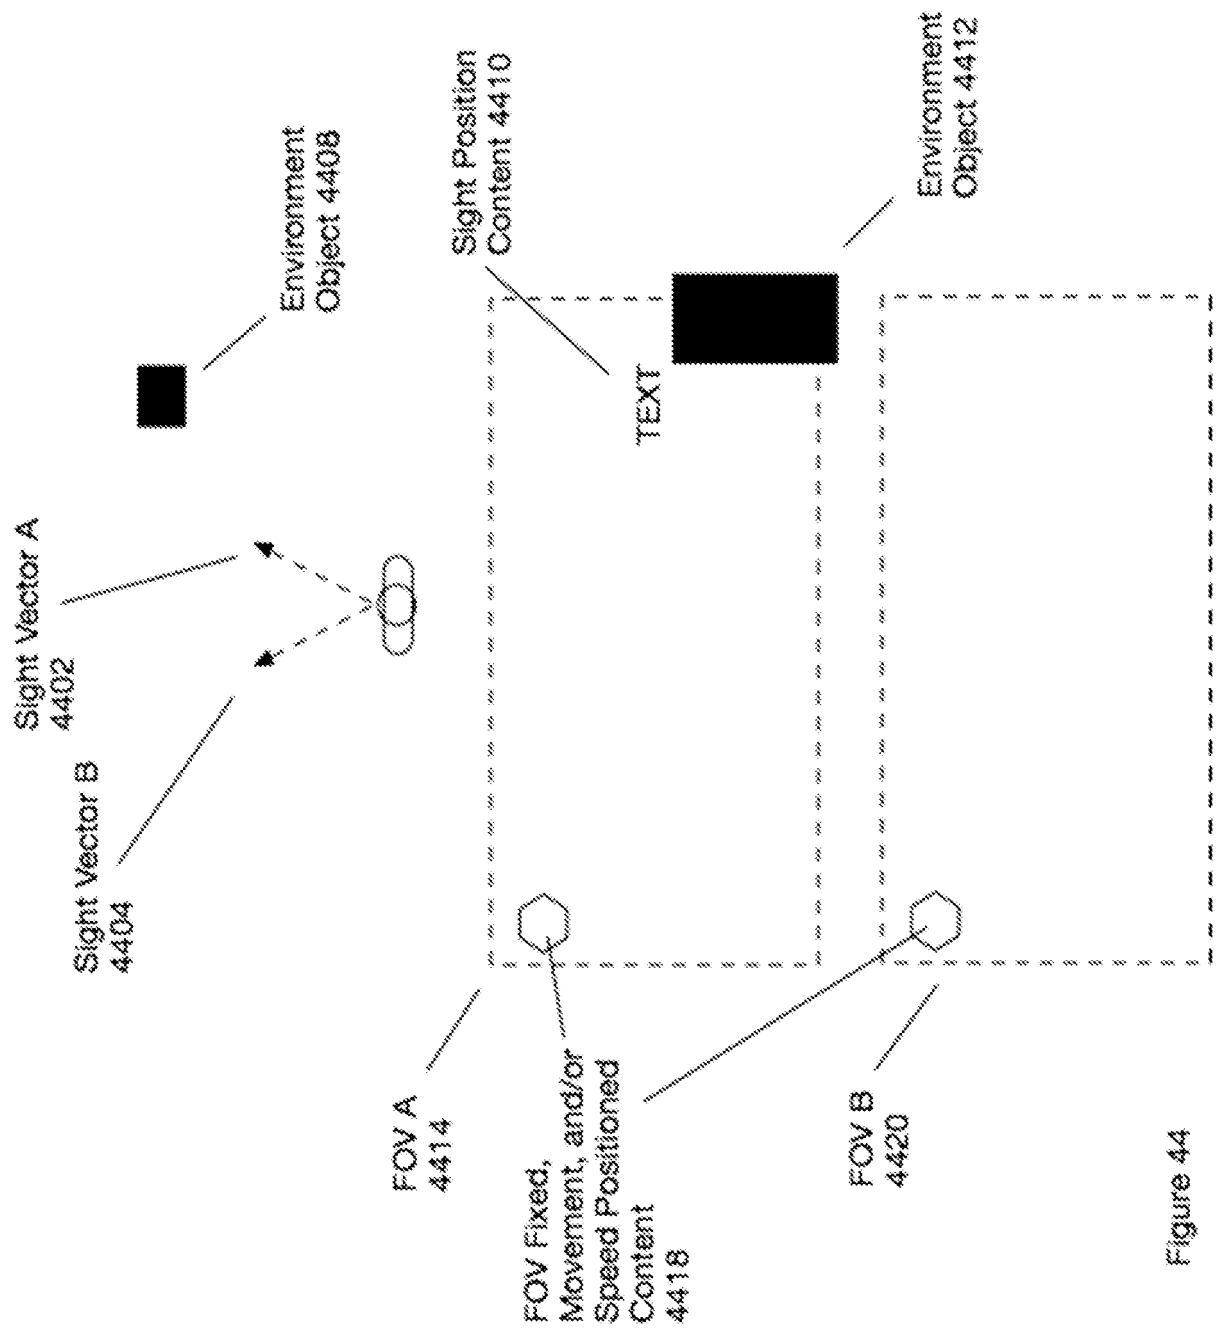 Sight Vector B
4404
Sight Vector A
4402
Environment
Object 4408
FOV A
4414
Sight Position
Content 4410
FOV Fixed,
Movement, and/or
Speed Positioned
Content
4418
TEXT
FOV B
4420
Environment
Object 4412
Figure 44